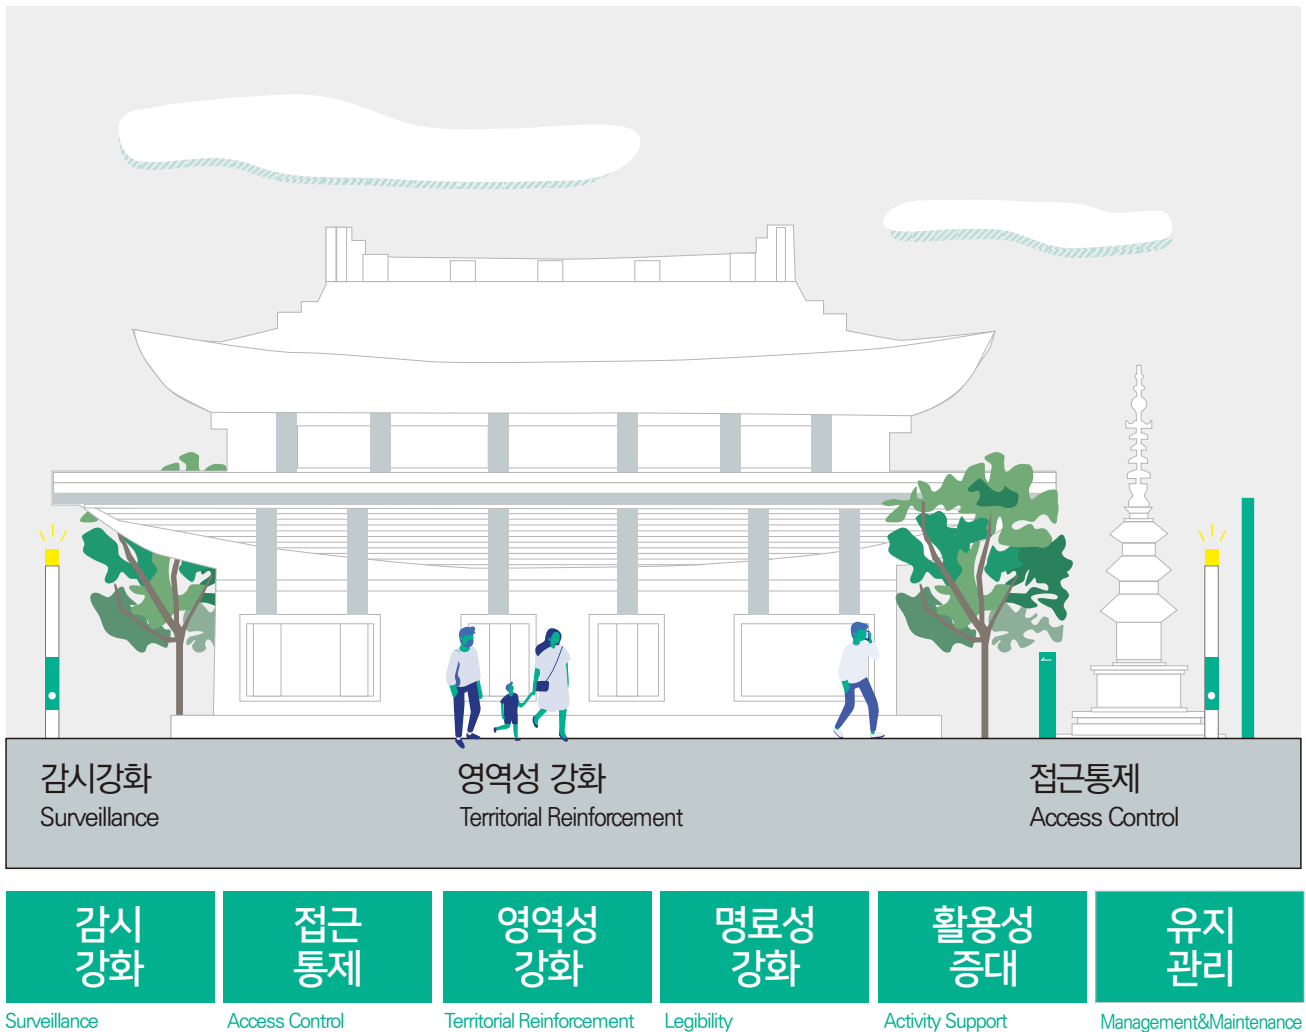 감시강화
Surveillance
영역성 강화
Territorial Reinforcement
접근통제
Access Control
감시
강화
Surveillance
접근
통제
Access Control
영역성
강화
Territorial Reinforcement
명료성
강화
Legibility
활용성
증대
Activity Support
유지
관리
Management&Maintenance